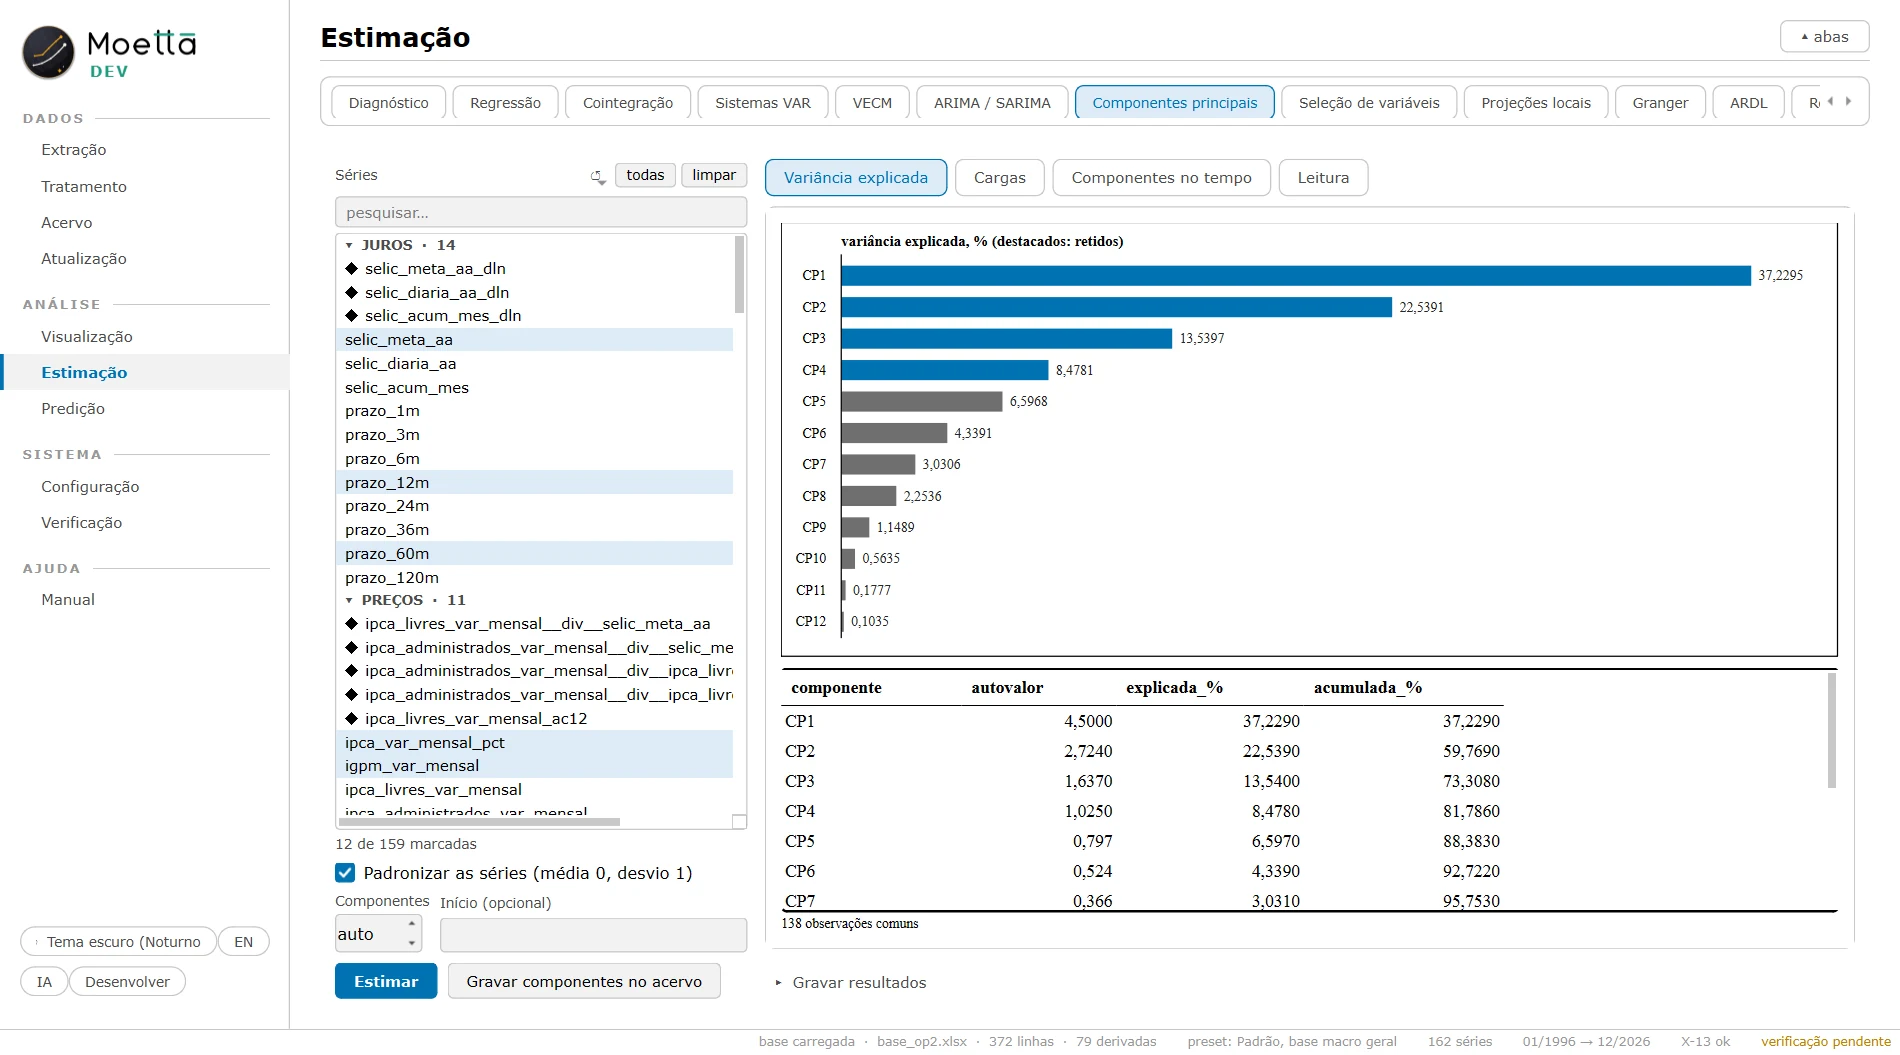 Moetta
DEV
DADOS
Extração
Tratamento
Acervo
Atualização
ANÁLISE
Visualização
Estimação
Predição
SISTEMA
Configuração
Verificação
AJUDA
Manual
Tema escuro (Noturno
EN
IA
Desenvolver
Estimação
▴ abas
Diagnóstico
Regressão
Cointegração
Sistemas VAR
VECM
ARIMA / SARIMA
Componentes principais
Seleção de variáveis
Projeções locais
Granger
ARDL
Séries
todas
limpar
pesquisar...
▾ JUROS · 14
◆ selic_meta_aa_dln
◆ selic_diaria_aa_dln
◆ selic_acum_mes_dln
selic_meta_aa
selic_diaria_aa
selic_acum_mes
prazo_1m
prazo_3m
prazo_6m
prazo_12m
prazo_24m
prazo_36m
prazo_60m
prazo_120m
▾ PREÇOS · 11
◆ ipca_livres_var_mensal__div__selic_meta_aa
◆ ipca_administrados_var_mensal__div__selic_me
◆ ipca_administrados_var_mensal__div__ipca_livr
◆ ipca_administrados_var_mensal__div__ipca_livr
◆ ipca_livres_var_mensal_ac12
ipca_var_mensal_pct
igpm_var_mensal
ipca_livres_var_mensal
ipca_administrados_var_mensal
12 de 159 marcadas
Padronizar as séries (média 0, desvio 1)
Componentes
Início (opcional)
auto
Estimar
Gravar componentes no acervo
Variância explicada
Cargas
Componentes no tempo
Leitura
variância explicada, % (destacados: retidos)
CP1 37,2295
CP2 22,5391
CP3 13,5397
CP4 8,4781
CP5 6,5968
CP6 4,3391
CP7 3,0306
CP8 2,2536
CP9 1,1489
CP10 0,5635
CP11 0,1777
CP12 0,1035
componente autovalor explicada_% acumulada_%
CP1 4,5000 37,2290 37,2290
CP2 2,7240 22,5390 59,7690
CP3 1,6370 13,5400 73,3080
CP4 1,0250 8,4780 81,7860
CP5 0,797 6,5970 88,3830
CP6 0,524 4,3390 92,7220
CP7 0,366 3,0310 95,7530
138 observações comuns
▸ Gravar resultados
base carregada · base_op2.xlsx · 372 linhas · 79 derivadas
preset: Padrão, base macro geral
162 séries
01/1996 → 12/2026
X-13 ok
verificação pendente